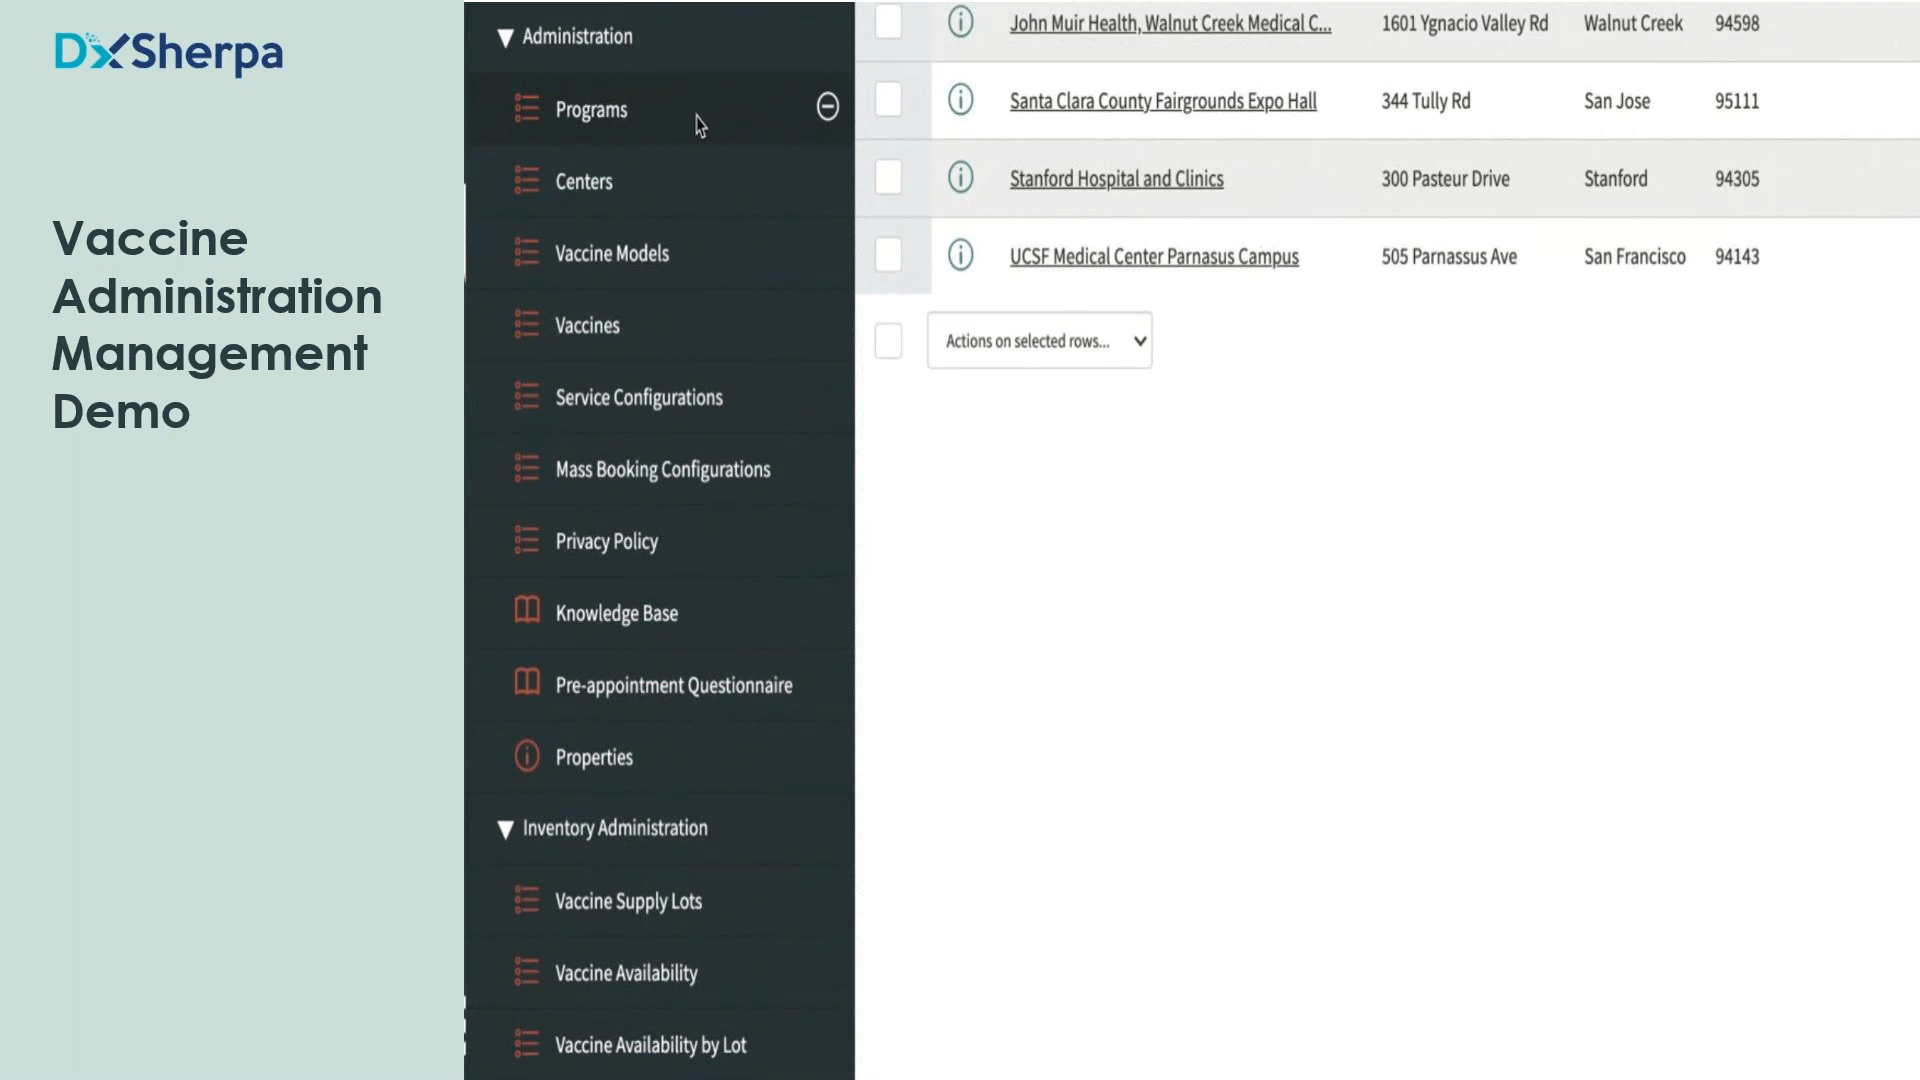 DXSherpa
Vaccine
Administration
Management
Demo
Administration
Programs
Centers
Vaccine Models
Vaccines
Service Configurations
Mass Booking Configurations
Privacy Policy
Knowledge Base
Pre-appointment Questionnaire
Properties
Inventory Administration
Vaccine Supply Lots
Vaccine Availability
Vaccine Availability by Lot
John Muir Health, Walnut Creek Medical C... 1601 Ygnacio Valley Rd Walnut Creek 94598
Santa Clara County Fairgrounds Expo Hall 344 Tully Rd San Jose 95111
Stanford Hospital and Clinics 300 Pasteur Drive Stanford 94305
UCSF Medical Center Parnasus Campus 505 Parnassus Ave San Francisco 94143
Actions on selected rows...